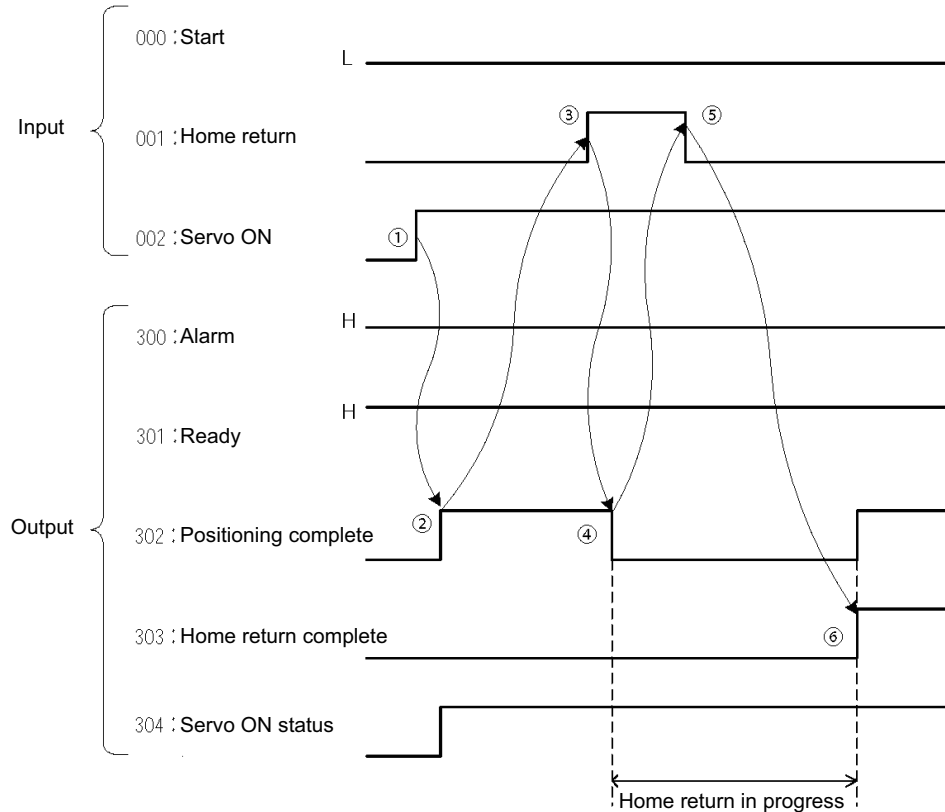 000 : Start
L
Input
001 : Home return
③
⑤
002 : Servo ON
①
300 : Alarm
H
301 : Ready
H
Output
302 : Positioning complete
②
④
303 : Home return complete
⑥
304 : Servo ON status
Home return in progress